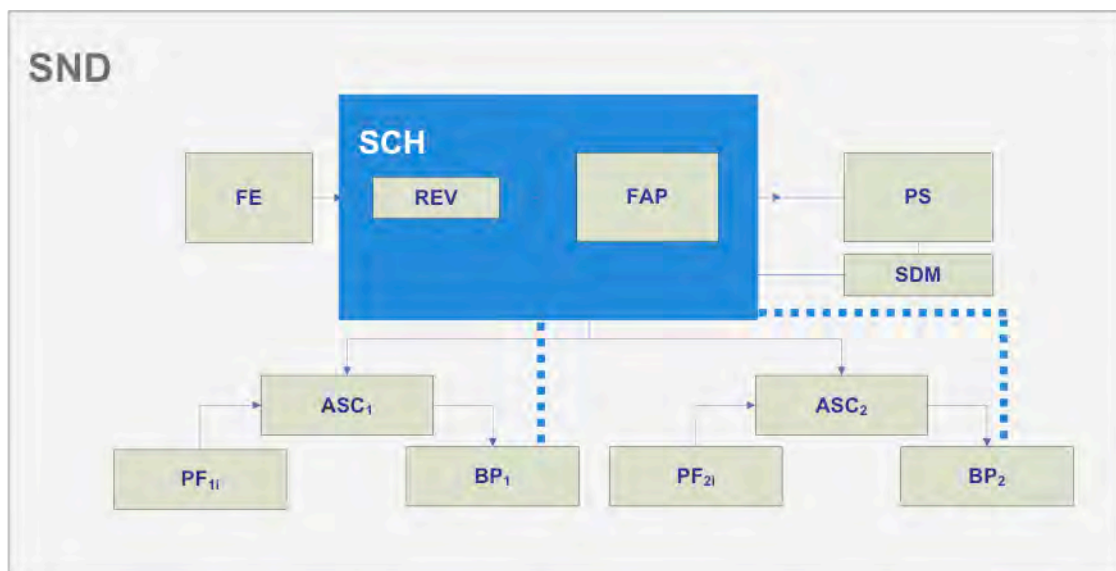 SND
SCH
FE
REV
FAP
PS
SDM
ASC₁
ASC₂
PF₁ᵢ
BP₁
PF₂ᵢ
BP₂